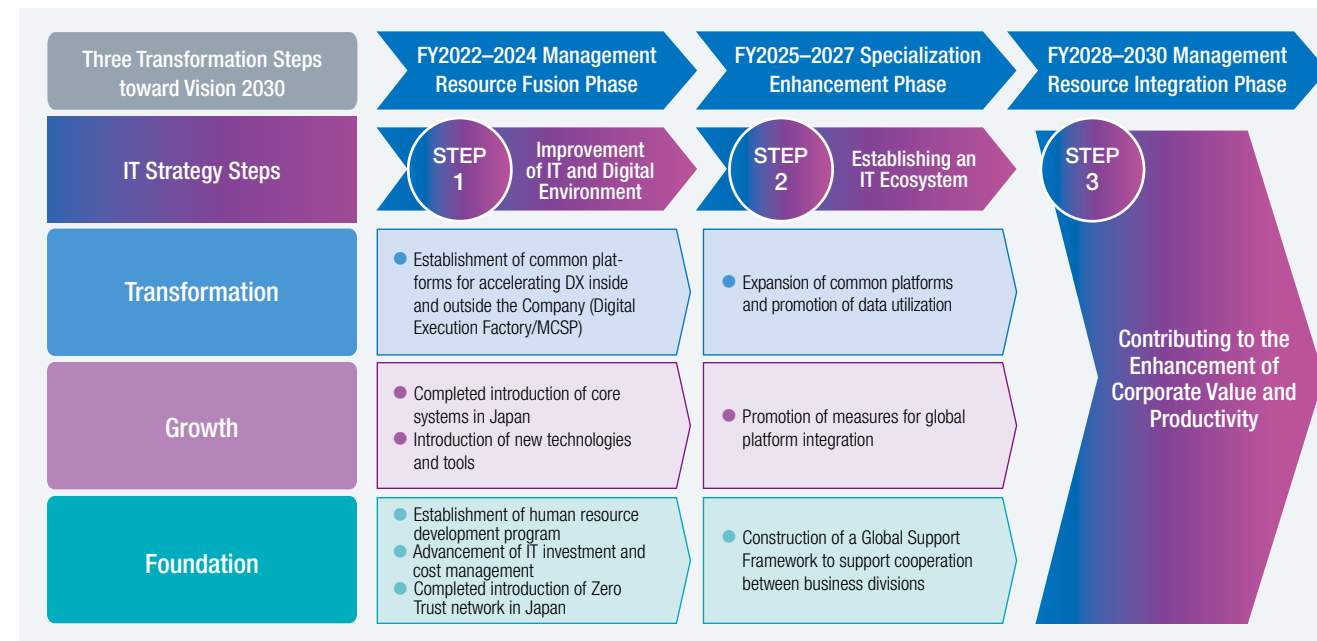 Three Transformation Steps
toward Vision 2030
FY2022–2024 Management
Resource Fusion Phase
FY2025–2027 Specialization
Enhancement Phase
FY2028–2030 Management
Resource Integration Phase
IT Strategy Steps
STEP
1
Improvement
of IT and Digital
Environment
STEP
2
Establishing an
IT Ecosystem
STEP
3
Transformation
● Establishment of common plat-
forms for accelerating DX inside
and outside the Company (Digital
Execution Factory/MCSP)
● Expansion of common platforms
and promotion of data utilization
Growth
● Completed introduction of core
systems in Japan
● Introduction of new technologies
and tools
● Promotion of measures for global
platform integration
Foundation
● Establishment of human resource
development program
● Advancement of IT investment and
cost management
● Completed introduction of Zero
Trust network in Japan
● Construction of a Global Support
Framework to support cooperation
between business divisions
Contributing to the
Enhancement of
Corporate Value and
Productivity